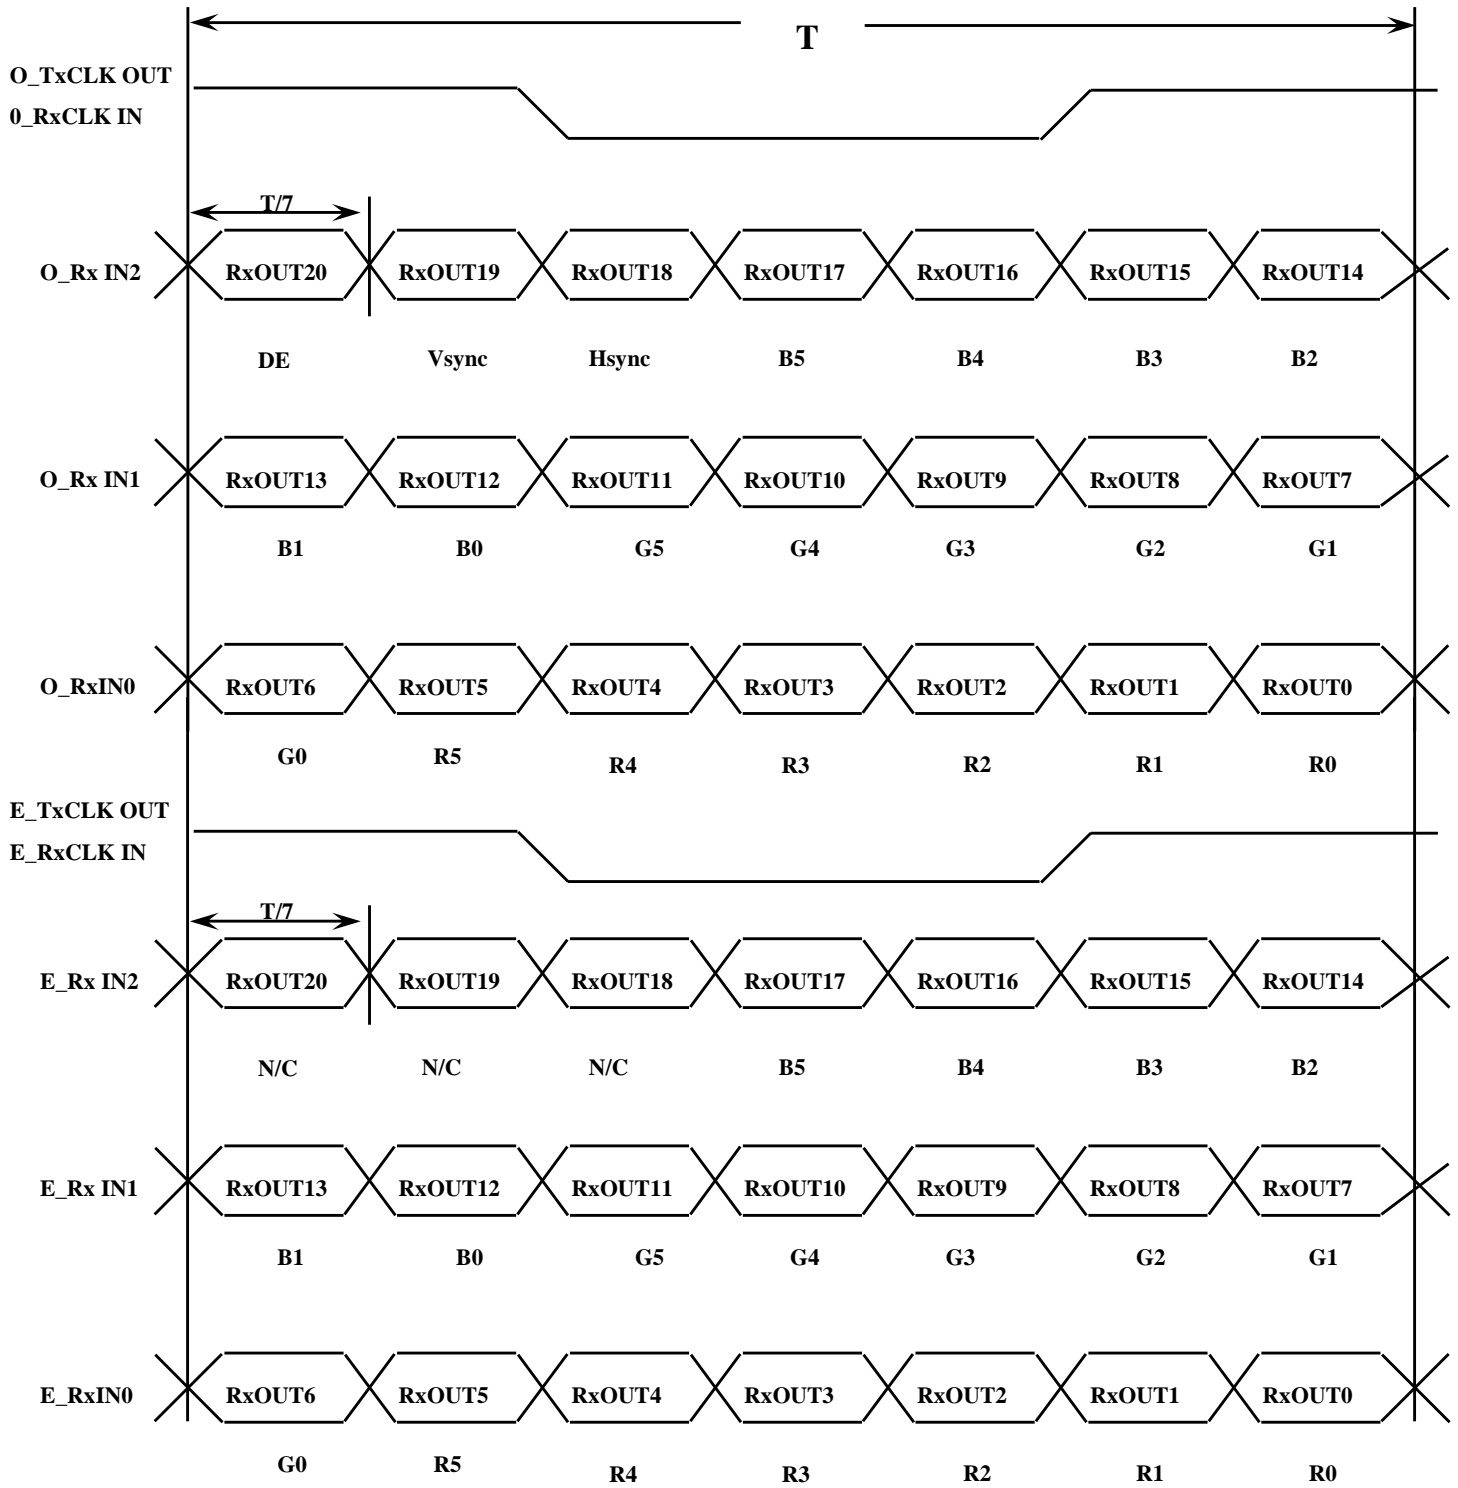 T
O_TxCLK OUT
0_RxCLK IN
T/7
O_Rx IN2 RxOUT20 RxOUT19 RxOUT18 RxOUT17 RxOUT16 RxOUT15 RxOUT14
DE Vsync Hsync B5 B4 B3 B2
O_Rx IN1 RxOUT13 RxOUT12 RxOUT11 RxOUT10 RxOUT9 RxOUT8 RxOUT7
B1 B0 G5 G4 G3 G2 G1
O_RxIN0 RxOUT6 RxOUT5 RxOUT4 RxOUT3 RxOUT2 RxOUT1 RxOUT0
G0 R5 R4 R3 R2 R1 R0
E_TxCLK OUT
E_RxCLK IN
T/7
E_Rx IN2 RxOUT20 RxOUT19 RxOUT18 RxOUT17 RxOUT16 RxOUT15 RxOUT14
N/C N/C N/C B5 B4 B3 B2
E_Rx IN1 RxOUT13 RxOUT12 RxOUT11 RxOUT10 RxOUT9 RxOUT8 RxOUT7
B1 B0 G5 G4 G3 G2 G1
E_RxIN0 RxOUT6 RxOUT5 RxOUT4 RxOUT3 RxOUT2 RxOUT1 RxOUT0
G0 R5 R4 R3 R2 R1 R0